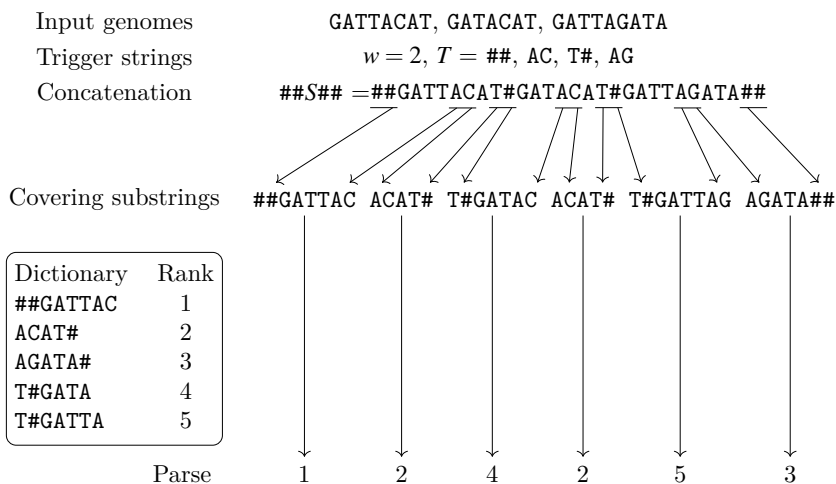 Input genomes GATTACAT, GATACAT, GATTAGATA
Trigger strings w = 2, T = ##, AC, T#, AG
Concatenation ##S## =##GATTACAT#GATACAT#GATTAGATA##
Covering substrings ##GATTAC ACAT# T#GATAC ACAT# T#GATTAG AGATA##
Dictionary Rank
##GATTAC 1
ACAT# 2
AGATA# 3
T#GATA 4
T#GATTA 5
Parse 1 2 4 2 5 3